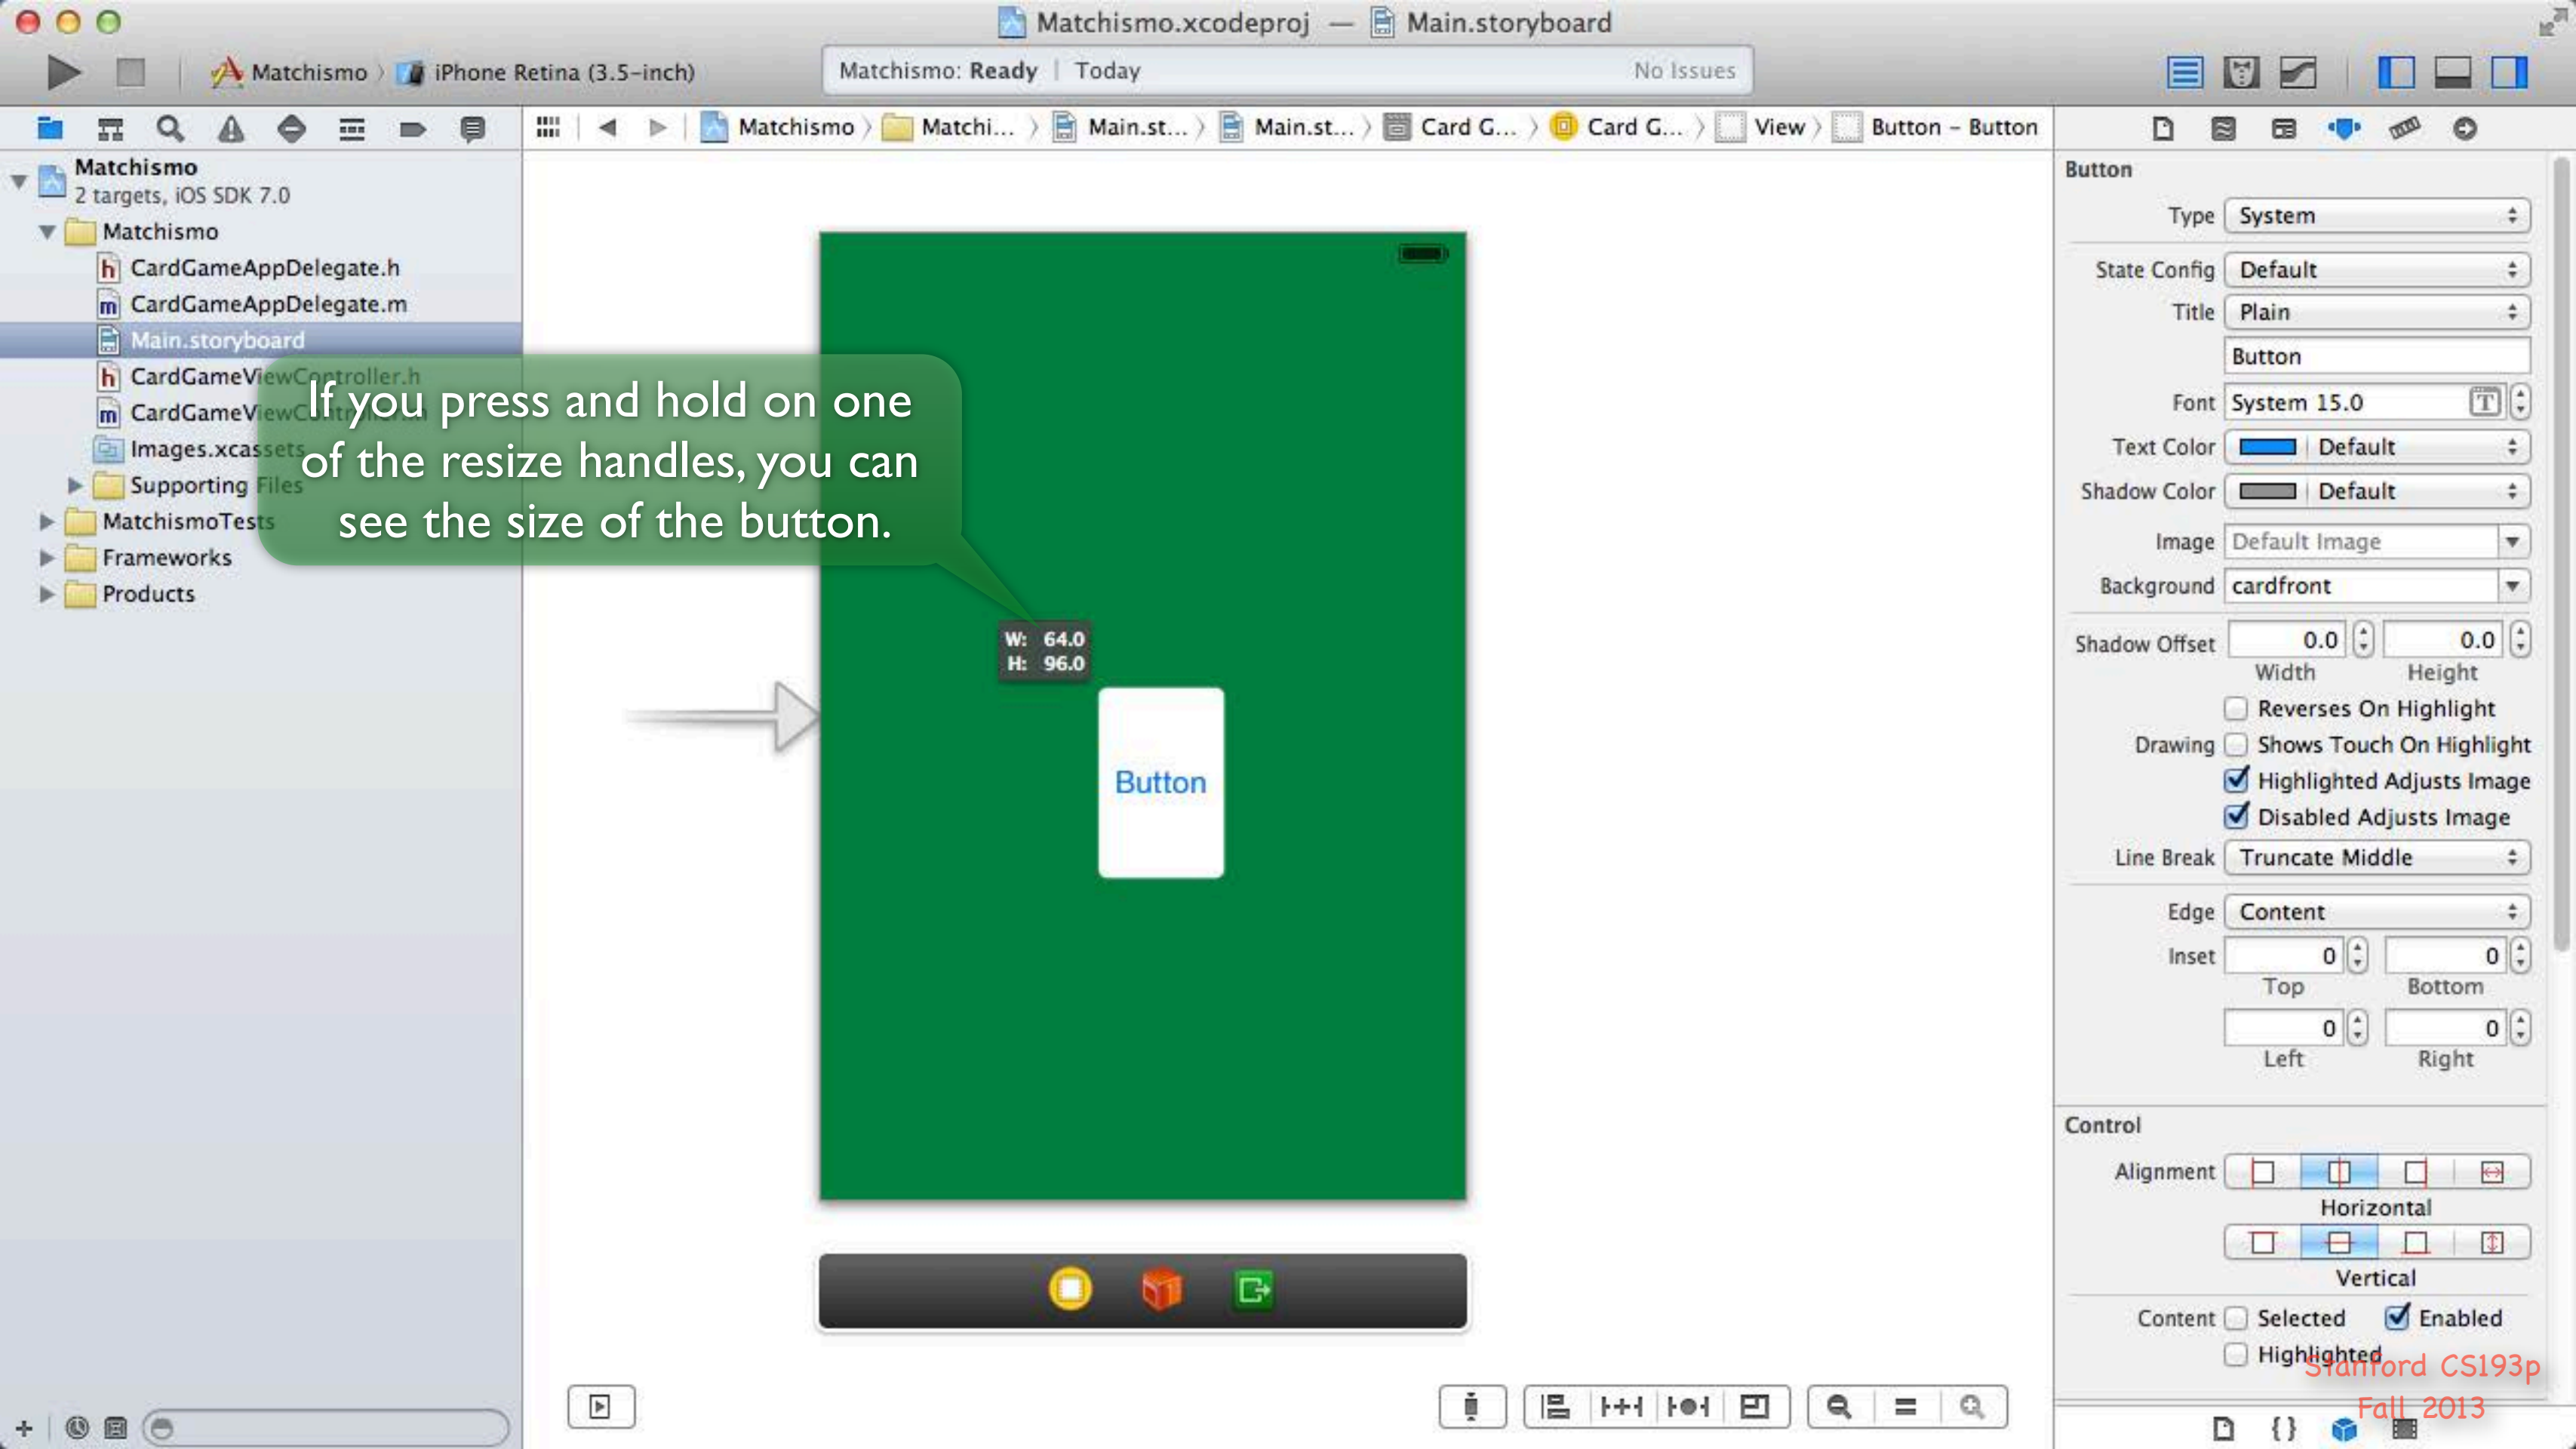 Matchismo.xcodeproj — Main.storyboard
Matchismo iPhone Retina (3.5-inch)
Matchismo: Ready | Today
No Issues
Matchismo Matchi... Main.st... Main.st... Card G... Card G... View Button - Button
Matchismo
2 targets, iOS SDK 7.0
Matchismo
h CardGameAppDelegate.h
m CardGameAppDelegate.m
Main.storyboard
h CardGameViewController.h
m CardGameViewController.m
Images.xcassets
Supporting Files
MatchismoTests
Frameworks
Products
If you press and hold on one
of the resize handles, you can
see the size of the button.
W: 64.0
H: 96.0
Button
Button
Type System
State Config Default
Title Plain
Button
Font System 15.0 T
Text Color Default
Shadow Color Default
Image Default Image
Background cardfront
Shadow Offset 0.0 0.0
Width Height
Reverses On Highlight
Drawing Shows Touch On Highlight
Highlighted Adjusts Image
Disabled Adjusts Image
Line Break Truncate Middle
Edge Content
Inset 0 0
Top Bottom
0 0
Left Right
Control
Alignment
Horizontal
Vertical
Content Selected Enabled
Highlighted
Stanford CS193p
Fall 2013
{}